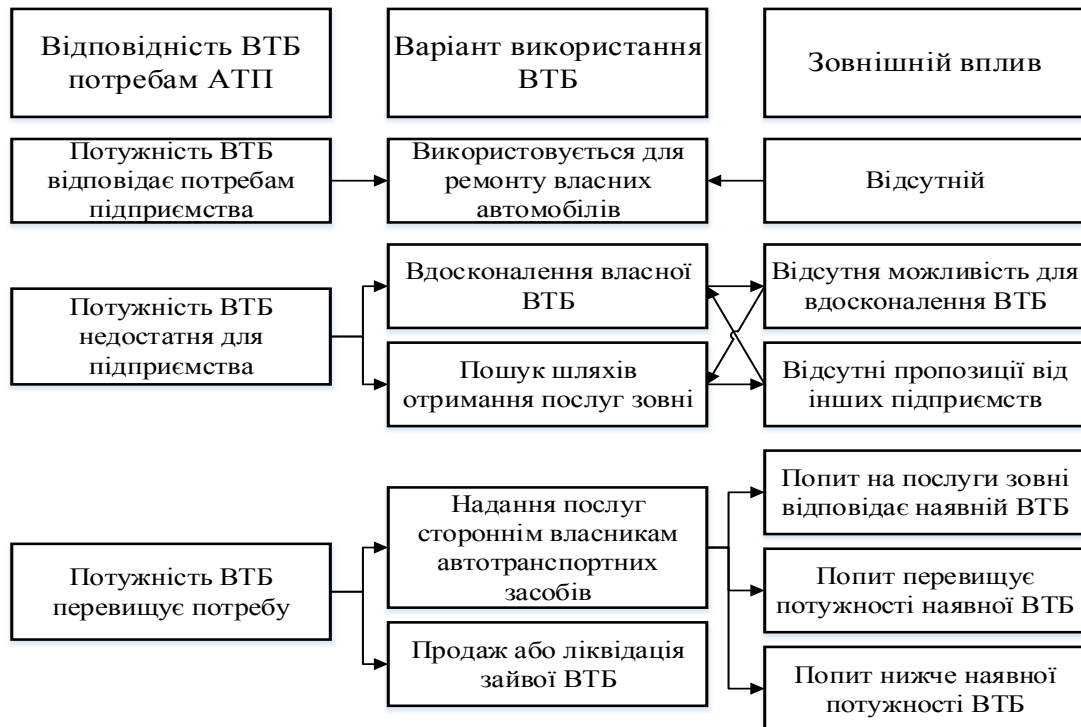 Відповідність ВТБ
потребам АТП
Варіант використання
ВТБ
Зовнішній вплив
Потужність ВТБ
відповідає потребам
підприємства
Використовується для
ремонту власних
автомобілів
Відсутній
Потужність ВТБ
недостатня для
підприємства
Вдосконалення власної
ВТБ
Відсутня можливість для
вдосконалення ВТБ
Пошук шляхів
отримання послуг зовні
Відсутні пропозиції від
інших підприємств
Потужність ВТБ
перевищує потребу
Надання послуг
стороннім власникам
автотранспортних
засобів
Продаж або ліквідація
зайвої ВТБ
Попит на послуги зовні
відповідає наявній ВТБ
Попит перевищує
потужності наявної ВТБ
Попит нижче наявної
потужності ВТБ